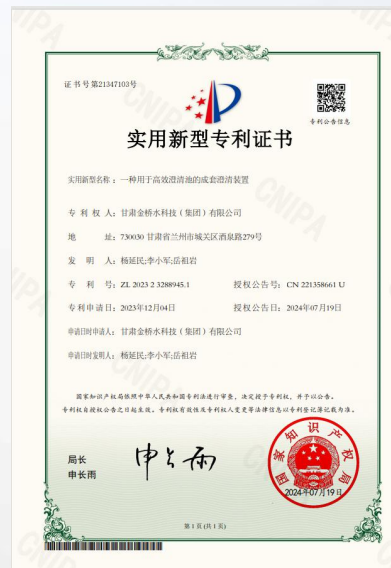 证书号第21347103号
专利公告信息
实用新型专利证书
实用新型名称：一种用于高效澄清池的成套澄清装置
专利权人：甘肃金桥水科技（集团）有限公司
地址：730030 甘肃省兰州市城关区酒泉路279号
发明人：杨延民;李小军;岳祖岩
专利号：ZL 2023 2 3288945.1 授权公告号：CN 221358661 U
专利申请日：2023年12月04日 授权公告日：2024年07月19日
申请日时申请人：甘肃金桥水科技（集团）有限公司
申请日时发明人：杨延民;李小军;岳祖岩
国家知识产权局依照中华人民共和国专利法进行审查，决定授予专利权，并予以公告。
专利权自授权公告之日起生效。专利权有效性及专利权人变更等法律信息以专利登记簿记载为准。
局长
申长雨
申长雨
国家知识产权局
2024年07月19日
第1页(共1页)
CNIPA